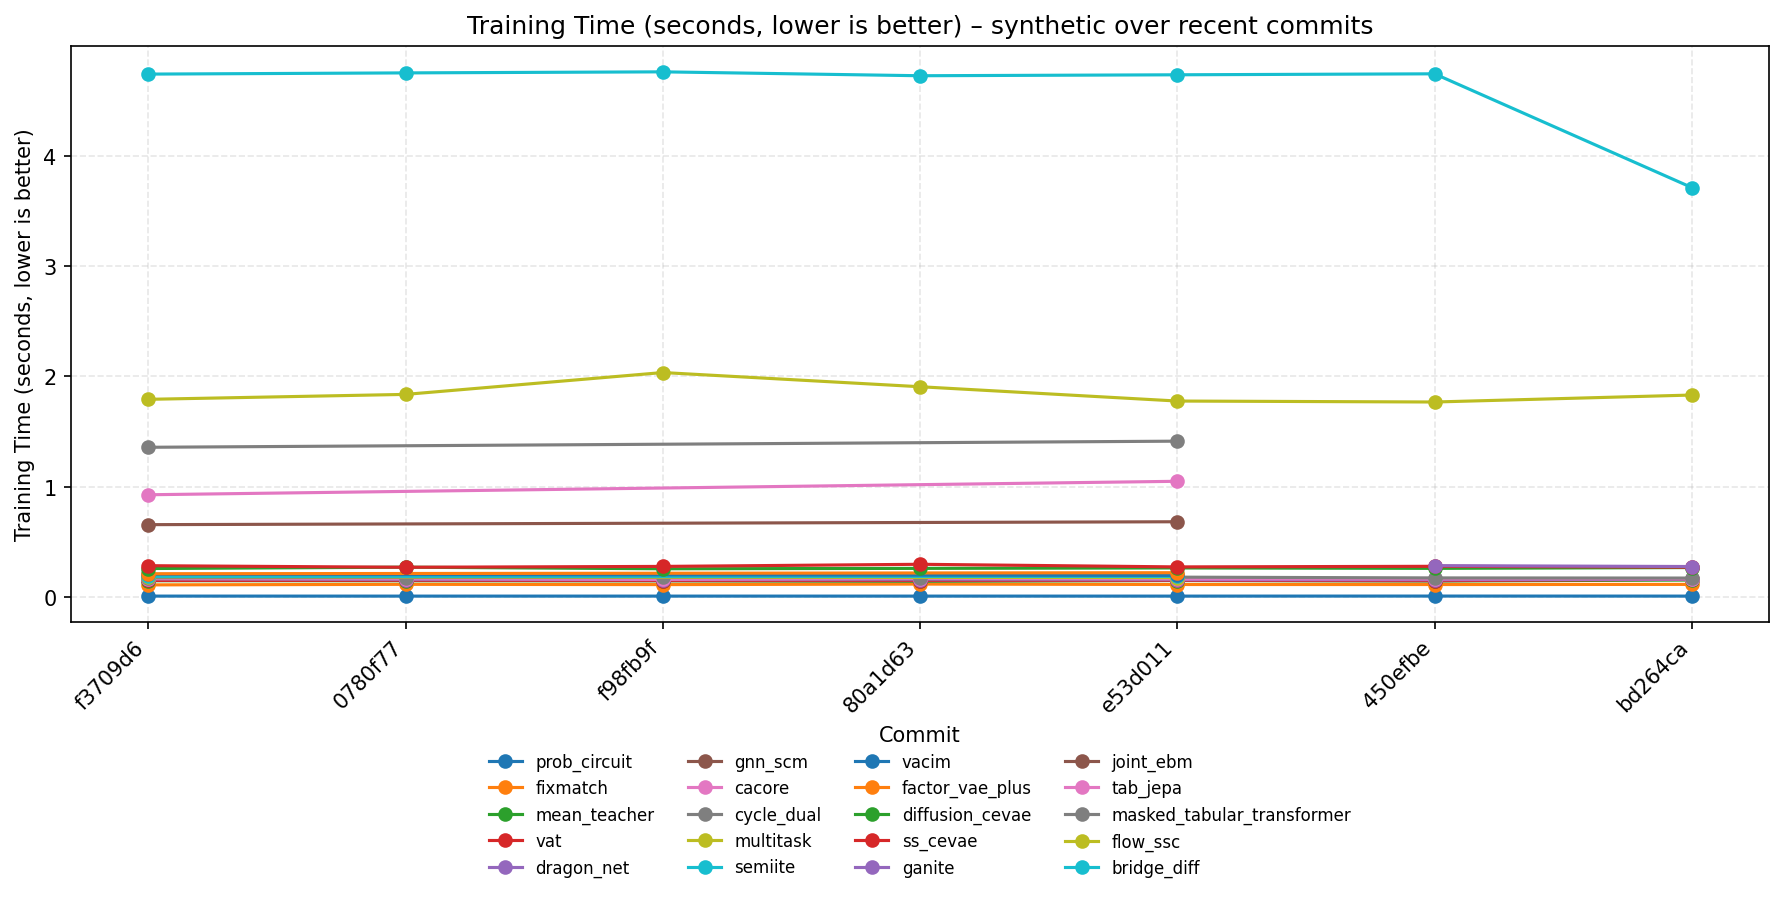 Training Time (seconds, lower is better) – synthetic over recent commits
Training Time (seconds, lower is better)
4
3
2
1
0
f3709d6
0780f77
f98fb9f
80a1d63
e53d011
450efbe
bd264ca
Commit
prob_circuit
fixmatch
mean_teacher
vat
dragon_net
gnn_scm
cacore
cycle_dual
multitask
semiite
vacim
factor_vae_plus
diffusion_cevae
ss_cevae
ganite
joint_ebm
tab_jepa
masked_tabular_transformer
flow_ssc
bridge_diff